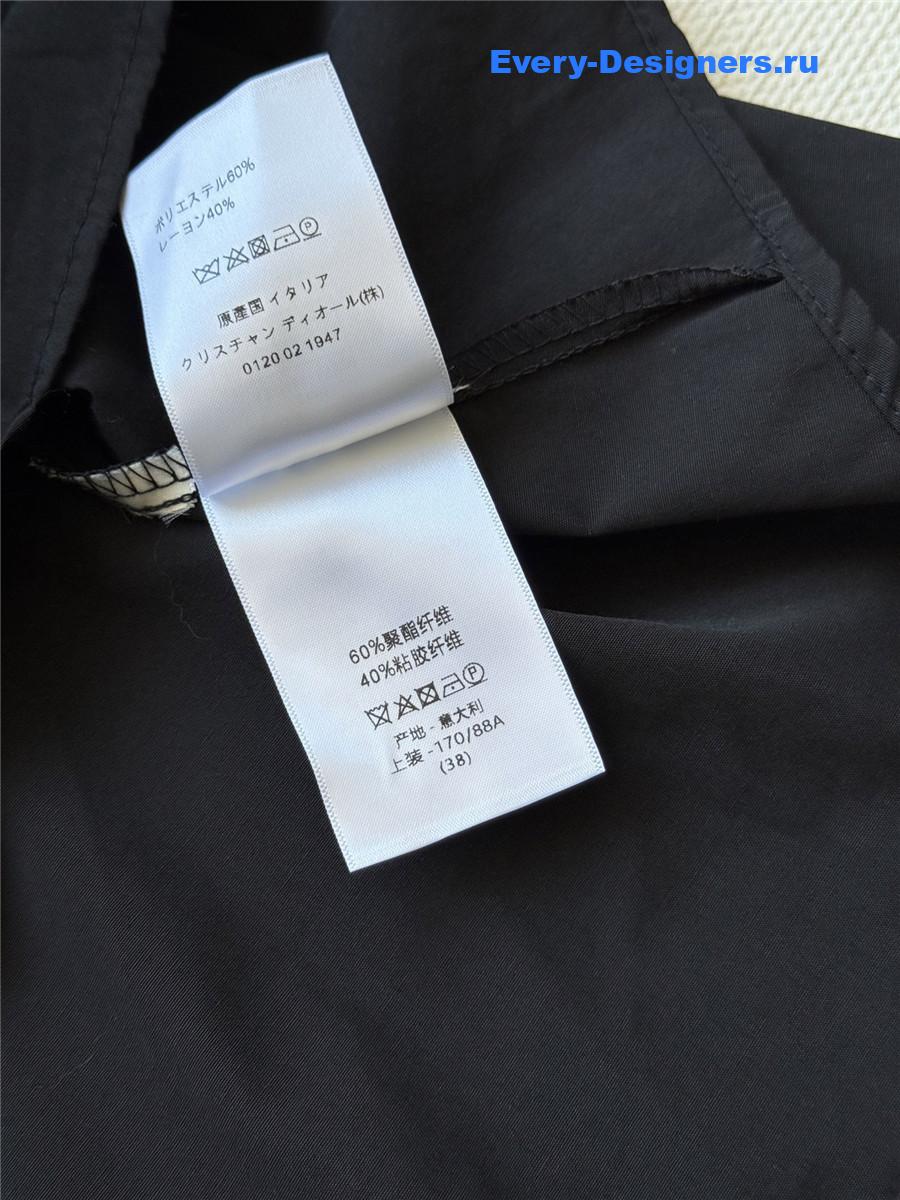 Every-Designers.ru
ポリエステル60%
レーヨン40%
P
原産国 イタリア
クリスチャン ディオール(株)
0120 02 1947
60%聚酯纤维
40%粘胶纤维
P
产地 - 意大利
上装 -170/88A
(38)